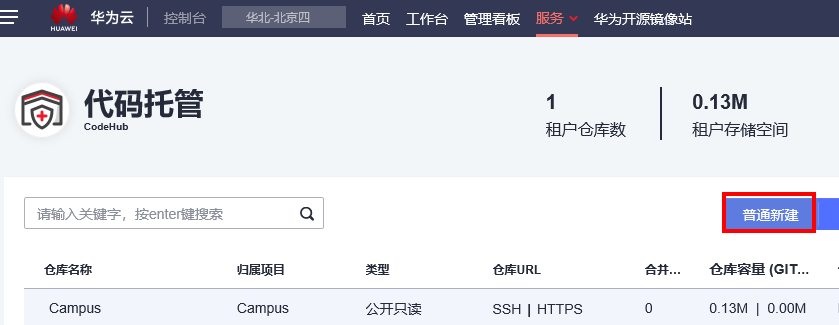 HUAWEI 华为云 控制台 华北-北京四 首页 工作台 管理看板 服务 华为开源镜像站
代码托管
CodeHub
1
租户仓库数
0.13M
租户存储空间
请输入关键字，按enter键搜索
普通新建
仓库名称 归属项目 类型 仓库URL 合并... 仓库容量 (GIT...
Campus Campus 公开只读 SSH | HTTPS 0 0.13M | 0.00M